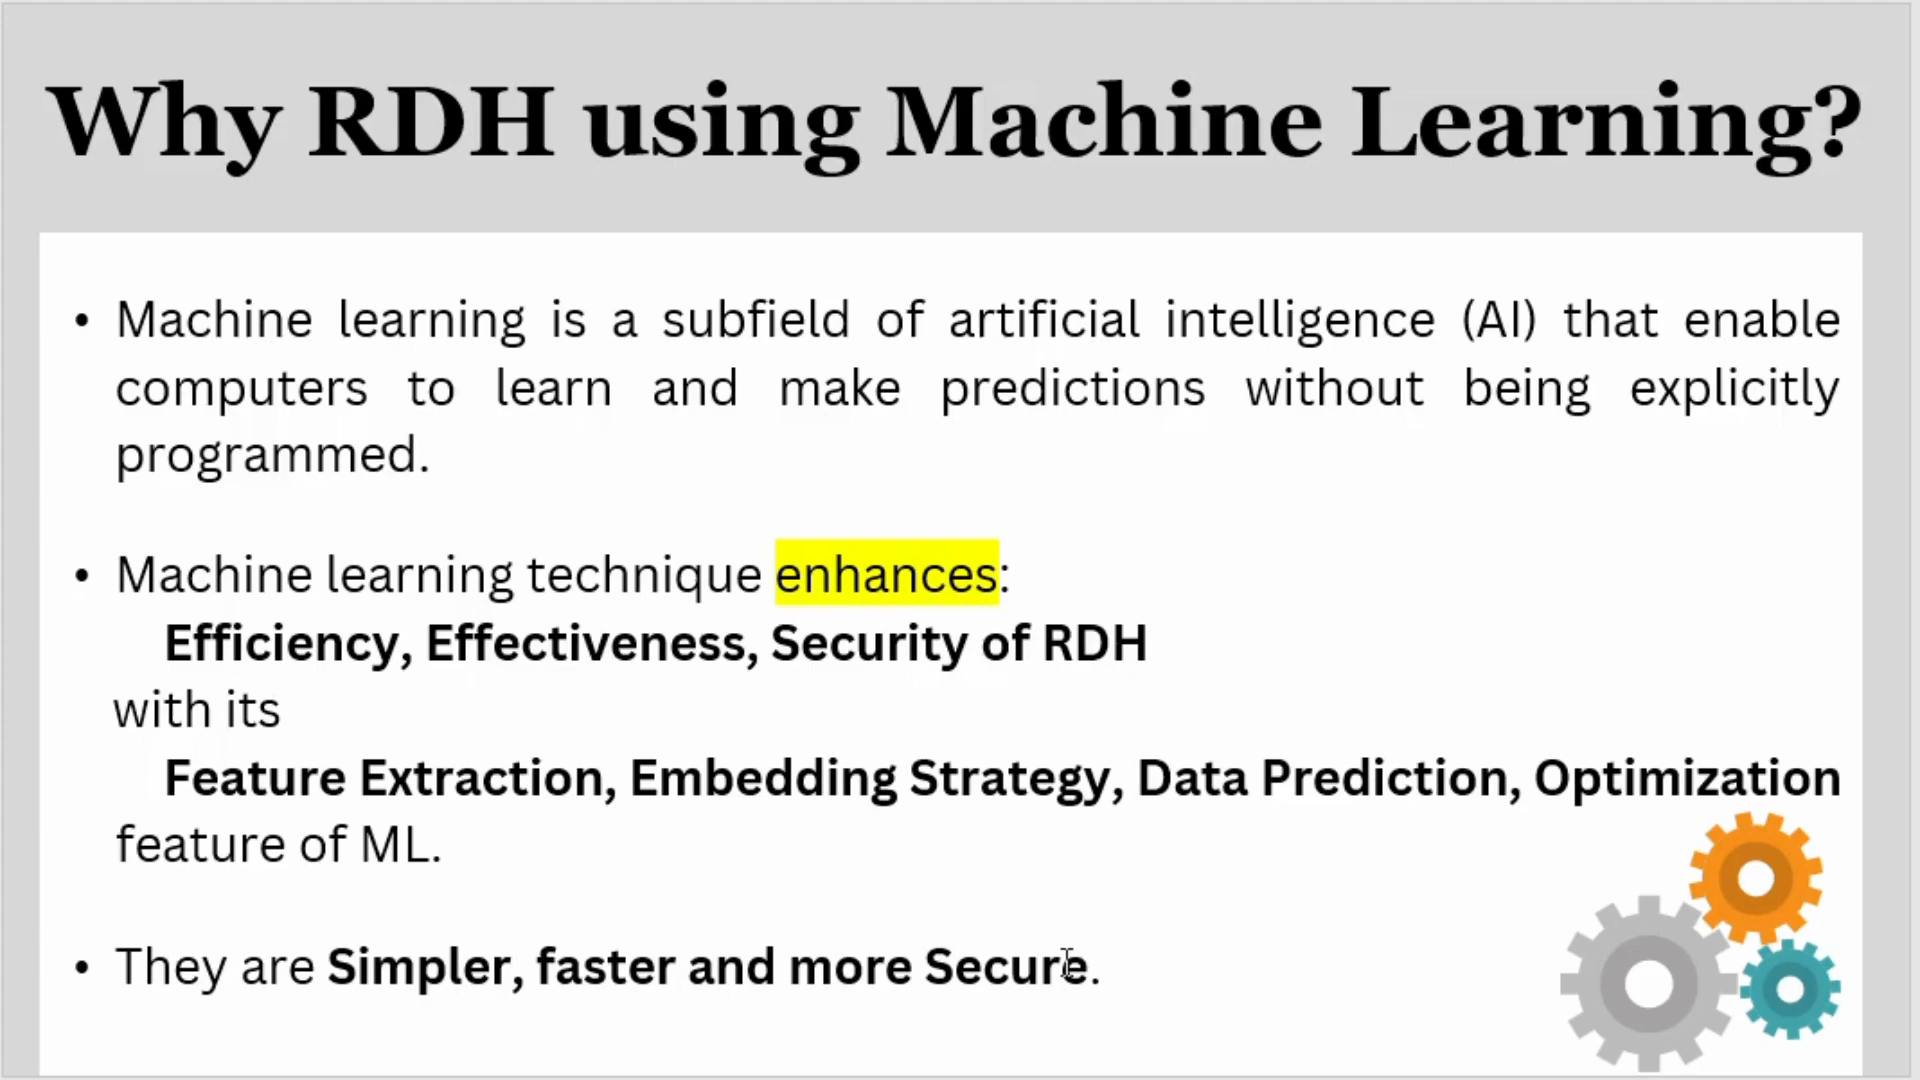 Why RDH using Machine Learning?
• Machine learning is a subfield of artificial intelligence (AI) that enable
computers to learn and make predictions without being explicitly
programmed.
• Machine learning technique enhances:
Efficiency, Effectiveness, Security of RDH
with its
Feature Extraction, Embedding Strategy, Data Prediction, Optimization
feature of ML.
• They are Simpler, faster and more Secure.